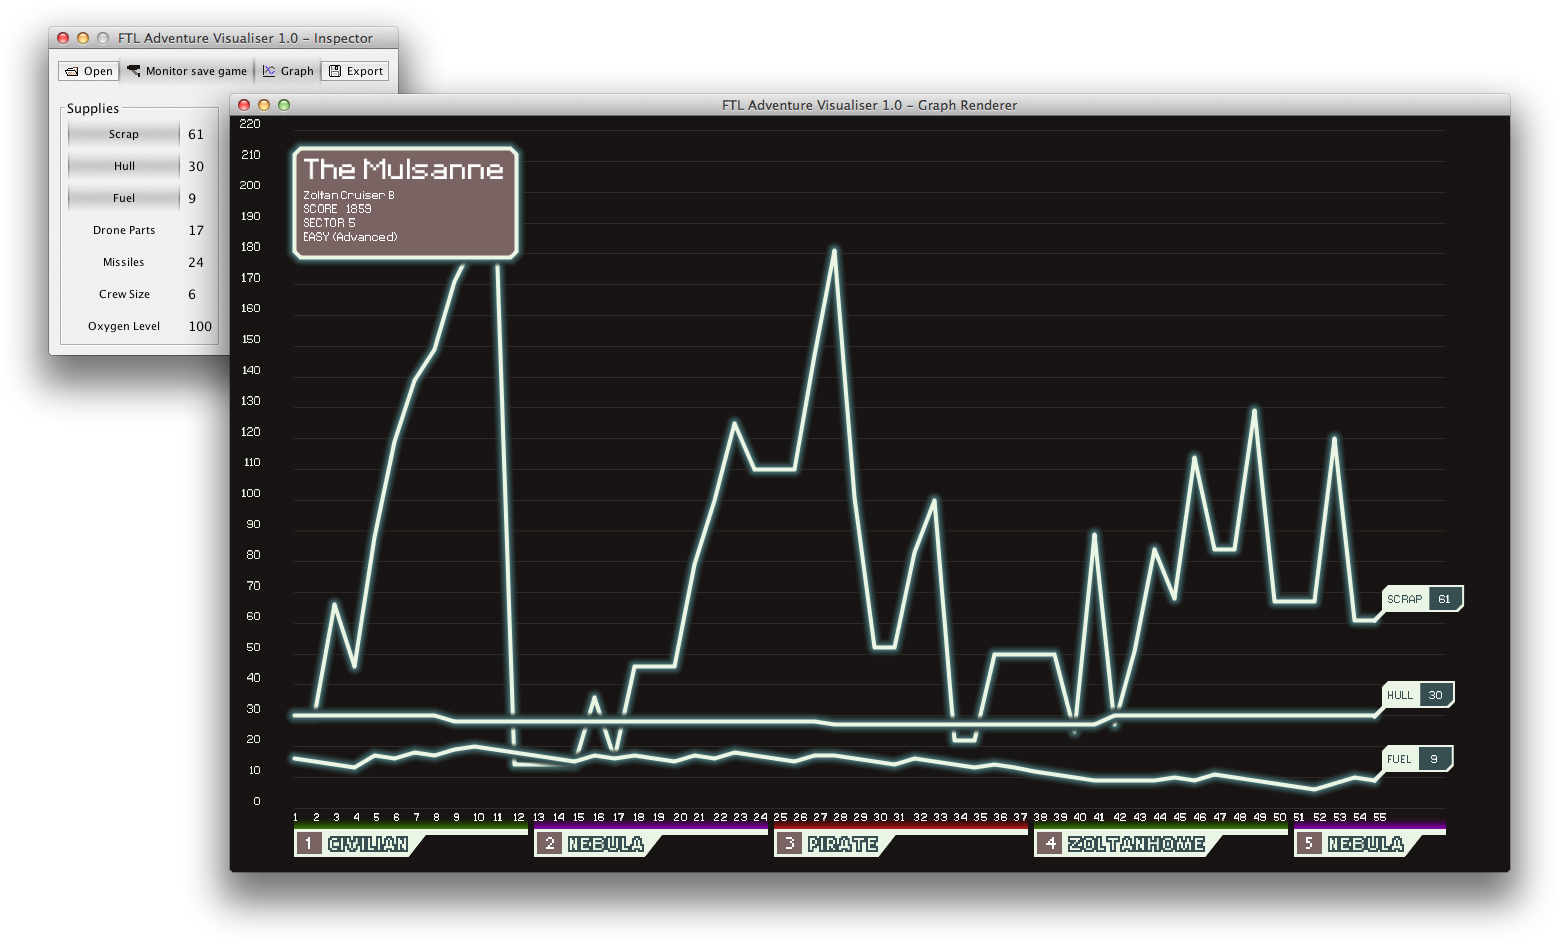 FTL Adventure Visualiser 1.0 – Inspector
Open Monitor save game Graph Export
Supplies
Scrap 61
Hull 30
Fuel 9
Drone Parts 17
Missiles 24
Crew Size 6
Oxygen Level 100
FTL Adventure Visualiser 1.0 – Graph Renderer
220
210
200
190
180
170
160
150
140
130
120
110
100
90
80
70
60
50
40
30
20
10
0
The Mulsanne
Zoltan Cruiser B
SCORE 1859
SECTOR 5
EASY (Advanced)
SCRAP 61
HULL 30
FUEL 9
1 2 3 4 5 6 7 8 9 10 11 12 13 14 15 16 17 18 19 20 21 22 23 24 25 26 27 28 29 30 31 32 33 34 35 36 37 38 39 40 41 42 43 44 45 46 47 48 49 50 51 52 53 54 55
1 CIVILIAN 2 NEBULA 3 PIRATE 4 ZOLTANHOME 5 NEBULA